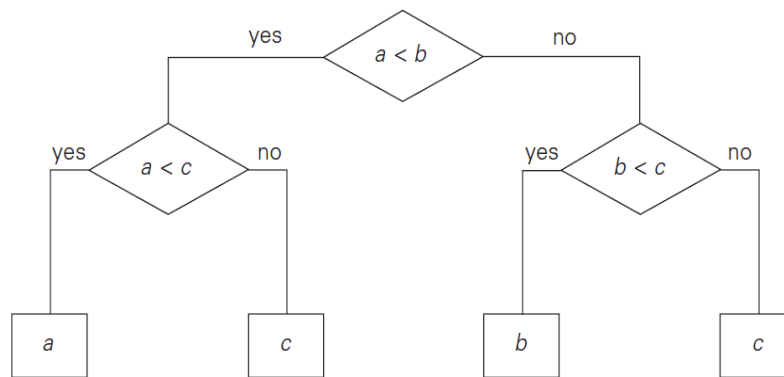 yes a < b no
yes a < c no yes b < c no
a c b c